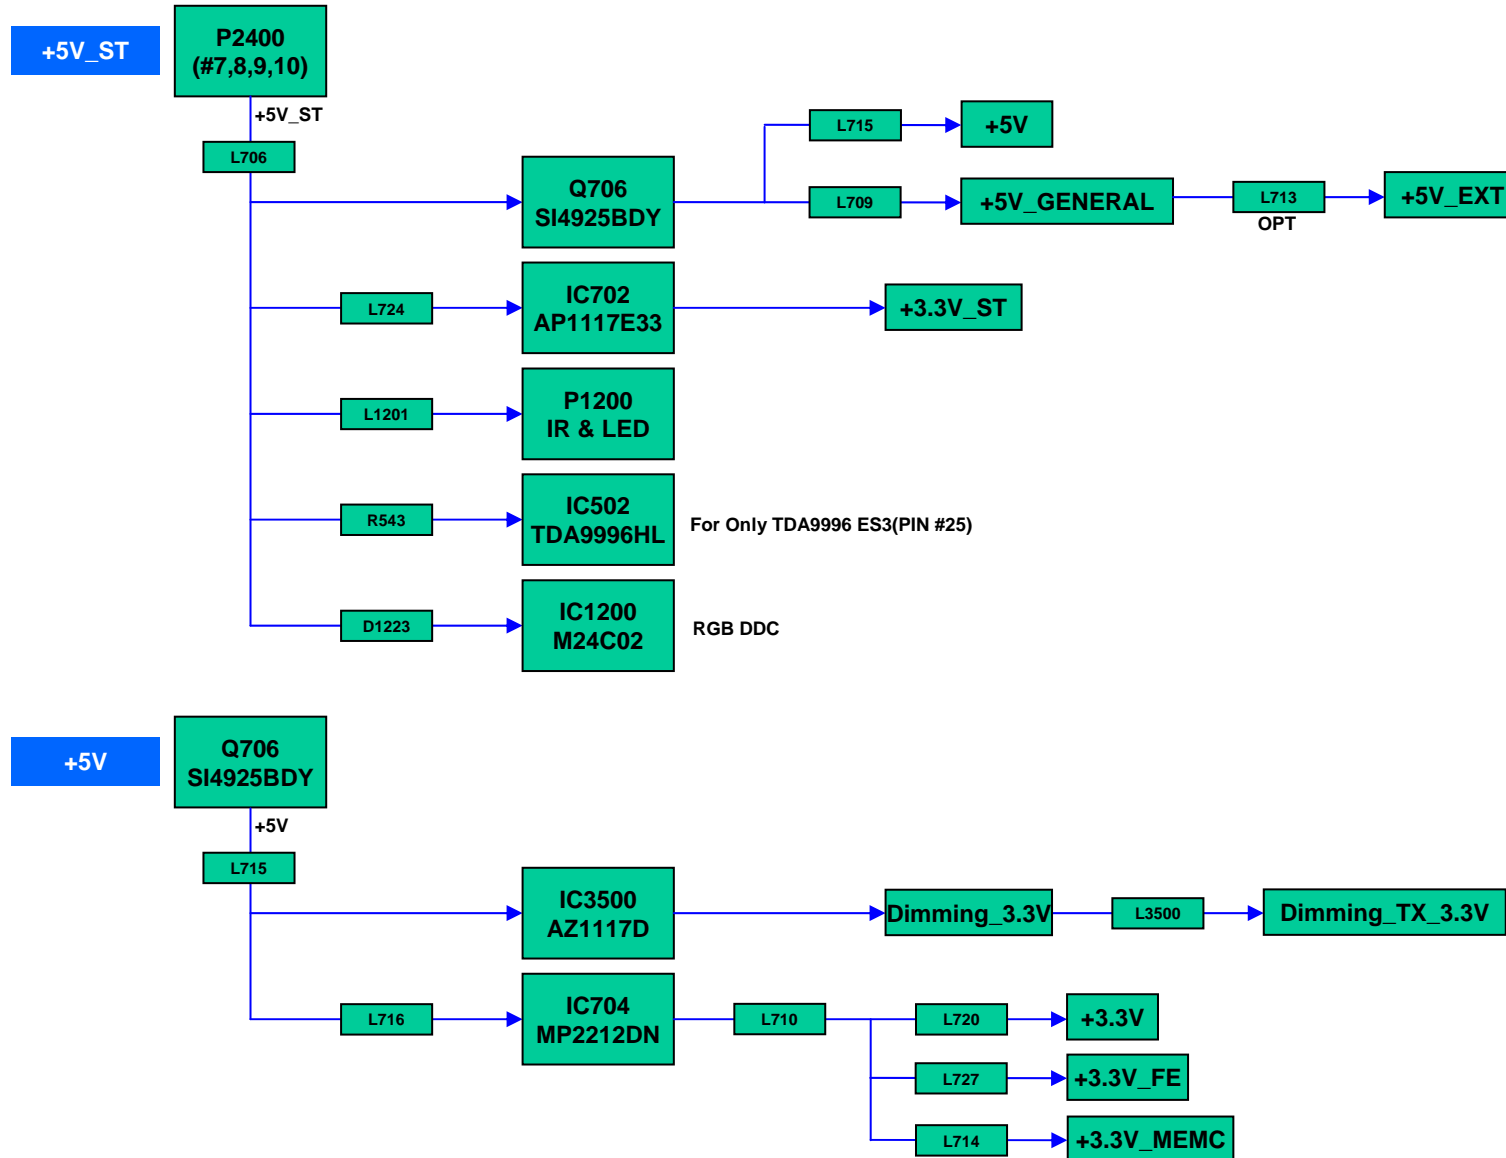 +5V_ST
P2400
(#7,8,9,10)
+5V_ST
L706
L715
+5V
Q706
SI4925BDY
L709
+5V_GENERAL
L713
OPT
+5V_EXT
L724
IC702
AP1117E33
+3.3V_ST
L1201
P1200
IR & LED
R543
IC502
TDA9996HL
For Only TDA9996 ES3(PIN #25)
D1223
IC1200
M24C02
RGB DDC
+5V
Q706
SI4925BDY
+5V
L715
IC3500
AZ1117D
Dimming_3.3V
L3500
Dimming_TX_3.3V
L716
IC704
MP2212DN
L710
L720
+3.3V
L727
+3.3V_FE
L714
+3.3V_MEMC